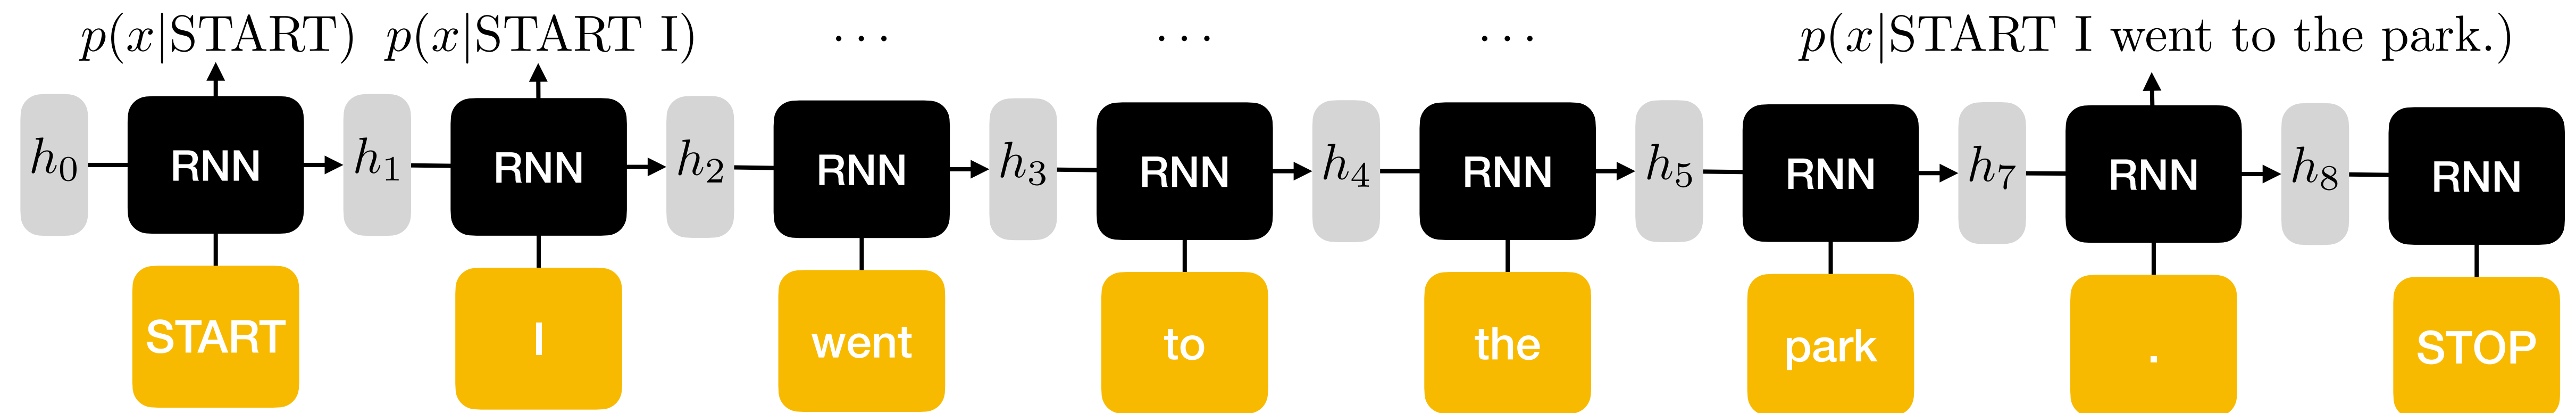 p(x|START) p(x|START I) ... ... ... p(x|START I went to the park.)
h₀ RNN h₁ RNN h₂ RNN h₃ RNN h₄ RNN h₅ RNN h₇ RNN h₈ RNN
START I went to the park . STOP